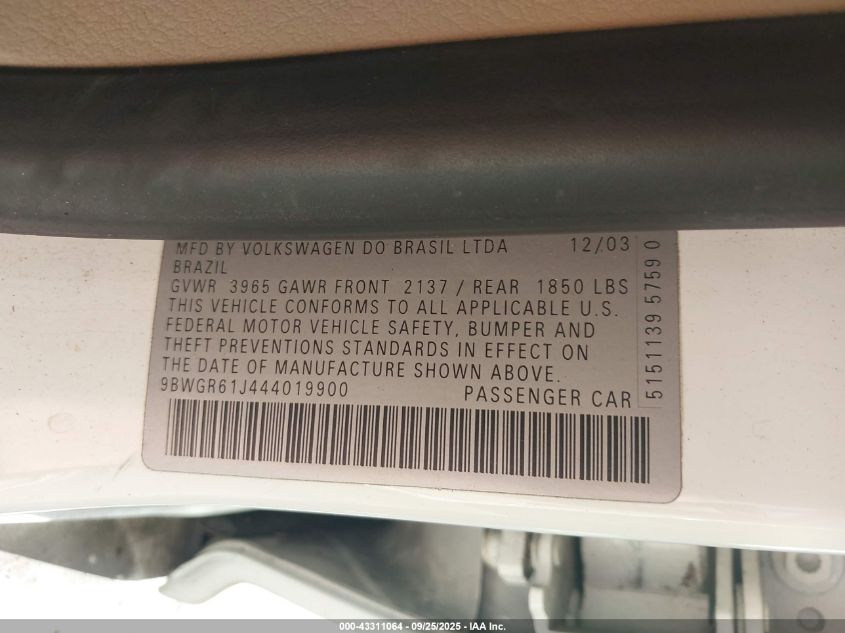 MFD BY VOLKSWAGEN DO BRASIL LTDA 12/03
BRAZIL
GVWR 3965 GAWR FRONT 2137 / REAR 1850 LBS
THIS VEHICLE CONFORMS TO ALL APPLICABLE U.S.
FEDERAL MOTOR VEHICLE SAFETY, BUMPER AND
THEFT PREVENTIONS STANDARDS IN EFFECT ON
THE DATE OF MANUFACTURE SHOWN ABOVE.
9BWGR61J444019900 PASSENGER CAR
5151139 57590
000-43311064 - 09/25/2025 - IAA Inc.